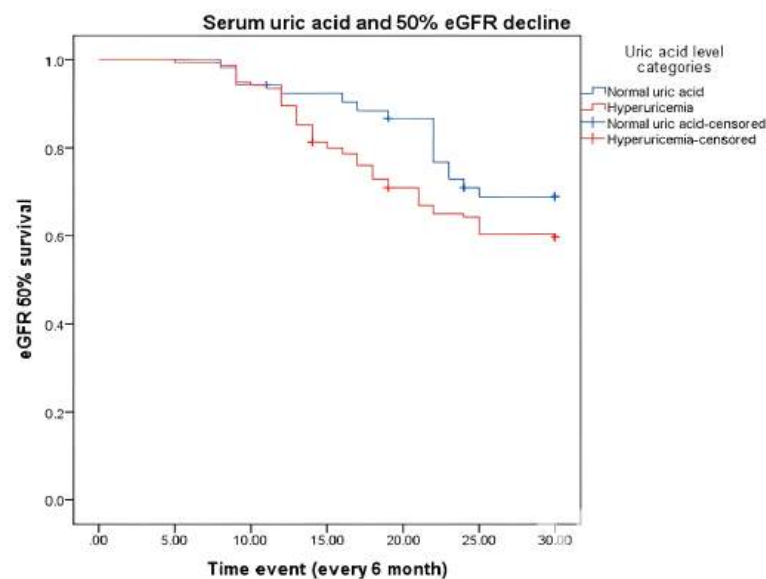 Serum uric acid and 50% eGFR decline
Uric acid level
categories
Normal uric acid
Hyperuricemia
Normal uric acid-censored
Hyperuricemia-censored
eGFR 50% survival
1.0
0.8
0.6
0.4
0.2
0.0
.00
5.00
10.00
15.00
20.00
25.00
30.00
Time event (every 6 month)